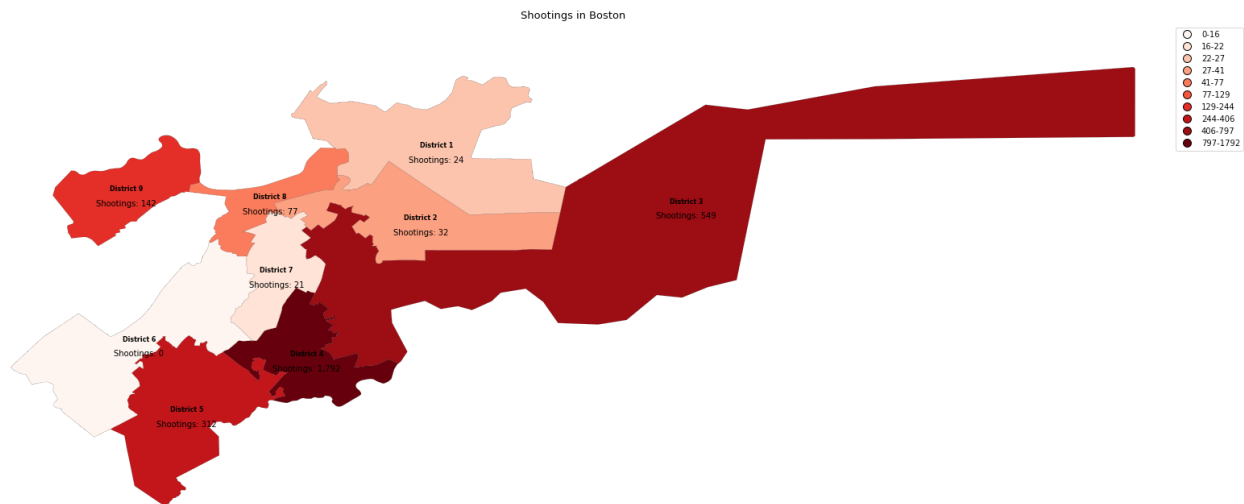 Shootings in Boston
0-16
16-22
22-27
27-41
41-77
77-129
129-244
244-406
406-797
797-1792
District 1
Shootings: 24
District 9
Shootings: 142
District 8
Shootings: 77
District 3
Shootings: 549
District 2
Shootings: 32
District 7
Shootings: 21
District 6
Shootings: 0
District 4
Shootings: 1,792
District 5
Shootings: 312